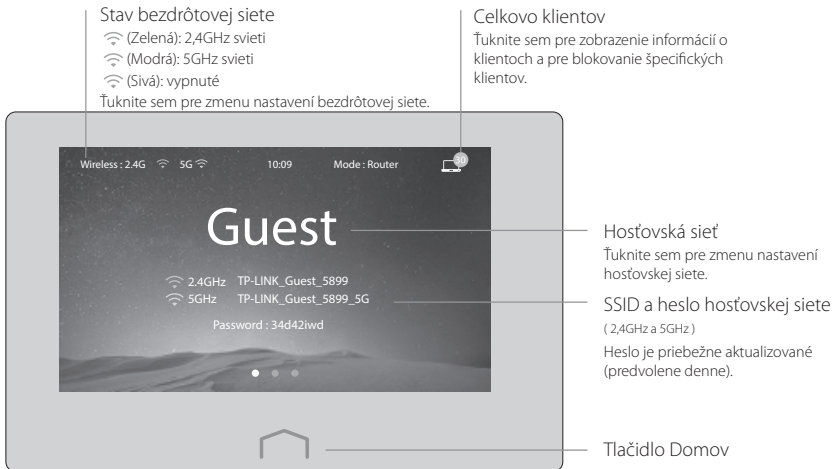 Stav bezdrôtovej siete
(Zelená): 2,4GHz svieti
(Modrá): 5GHz svieti
(Sivá): vypnuté
Ťuknite sem pre zmenu nastavení bezdrôtovej siete.
Celkovo klientov
Ťuknite sem pre zobrazenie informácií o
klientoch a pre blokovanie špecifických
klientov.
Wireless : 2.4G 5G 10:09 Mode : Router 30
Guest
2.4GHz TP-LINK_Guest_5899
5GHz TP-LINK_Guest_5899_5G
Password : 34d42iwd
Hosťovská sieť
Ťuknite sem pre zmenu nastavení
hosťovskej siete.
SSID a heslo hosťovskej siete
( 2,4GHz a 5GHz )
Heslo je priebežne aktualizované
(predvolene denne).
Tlačidlo Domov